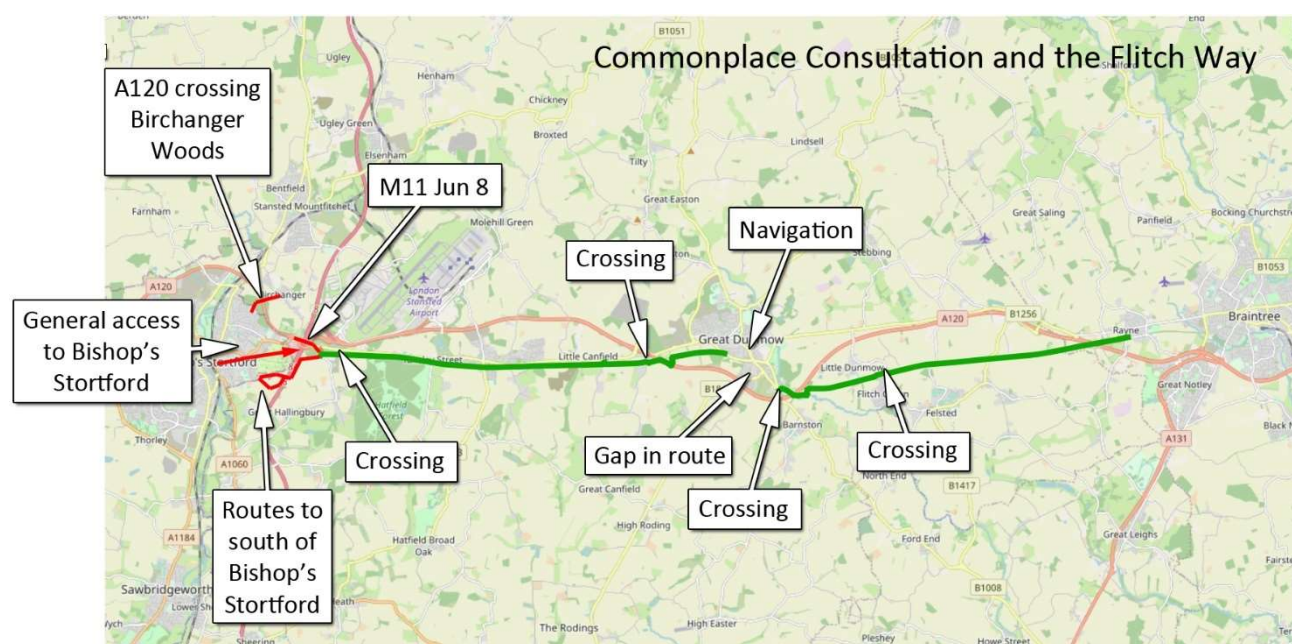 Commonplace Consultation and the Flitch Way
A120 crossing
Birchanger
Woods
M11 Jun 8
General access
to Bishop's
Stortford
Routes to
south of
Bishop's
Stortford
Crossing
Crossing
Navigation
Gap in route
Crossing
Crossing
B1051
Ugley
Henham
Ugley Green
Chickney
Broxted
Elsenham
Tilty
Lindsell
Bentfield
Stansted Mountfitchet
Farnham
Molehill Green
Great Easton
Great Saling
Panfield
Bocking Churchstreet
Stebbing
B1053
A120
London
Stansted
Airport
A120
B1256
Rayne
Braintree
Great Dunmow
Little Canfield
Little Dunmow
Felsted
Great Notley
Hatfield
Barnston
Thorley
A1060
A131
North End
B1417
Great Canfield
High Roding
Hatfield Broad
Oak
Ford End
Great Leighs
A1184
Sawbridgeworth
B1008
The Rodings
High Easter
Pleshey
Howe Street
Sheering